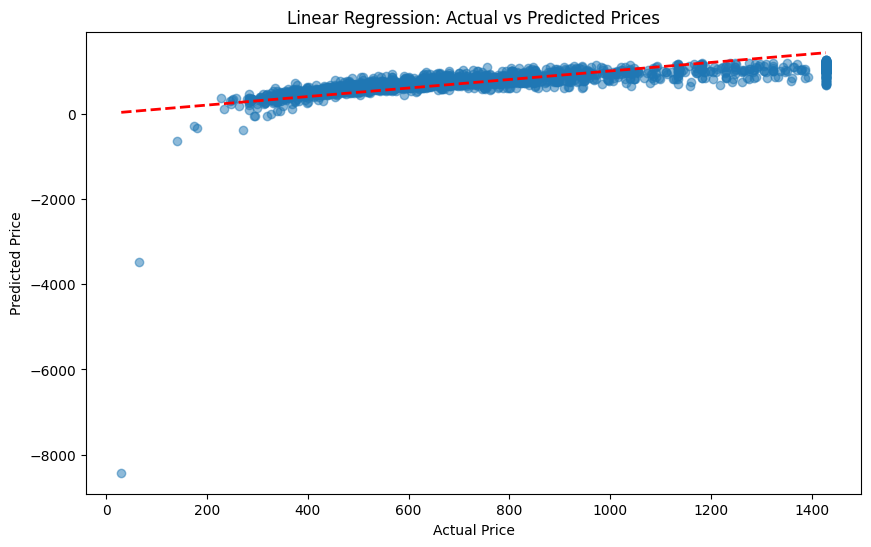 Linear Regression: Actual vs Predicted Prices
Predicted Price
0
−2000
−4000
−6000
−8000
0 200 400 600 800 1000 1200 1400
Actual Price